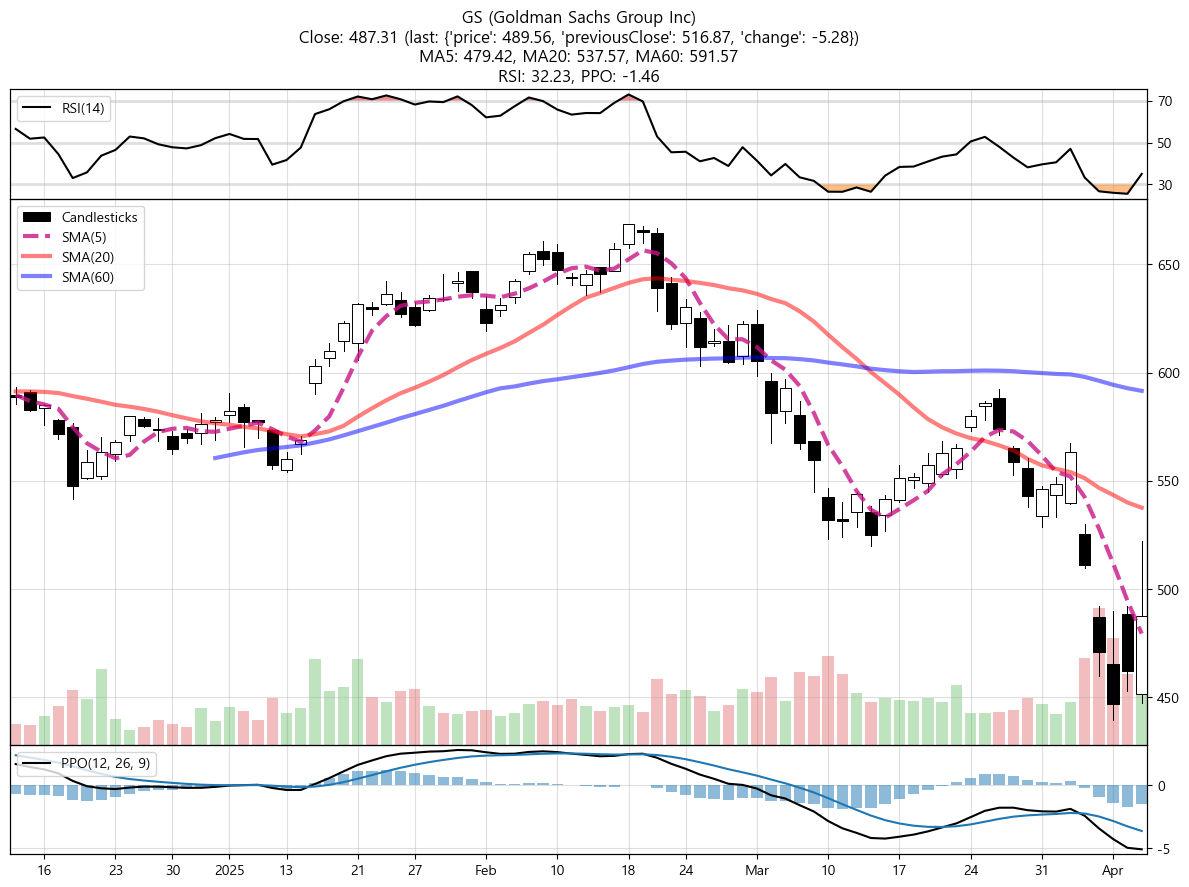 GS (Goldman Sachs Group Inc)
Close: 487.31 (last: {'price': 489.56, 'previousClose': 516.87, 'change': -5.28})
MA5: 479.42, MA20: 537.57, MA60: 591.57
RSI: 32.23, PPO: -1.46
RSI(14)
70
50
30
Candlesticks
SMA(5)
SMA(20)
SMA(60)
650
600
550
500
450
PPO(12, 26, 9)
0
-5
16 23 30 2025 13 21 27 Feb 10 18 24 Mar 10 17 24 31 Apr